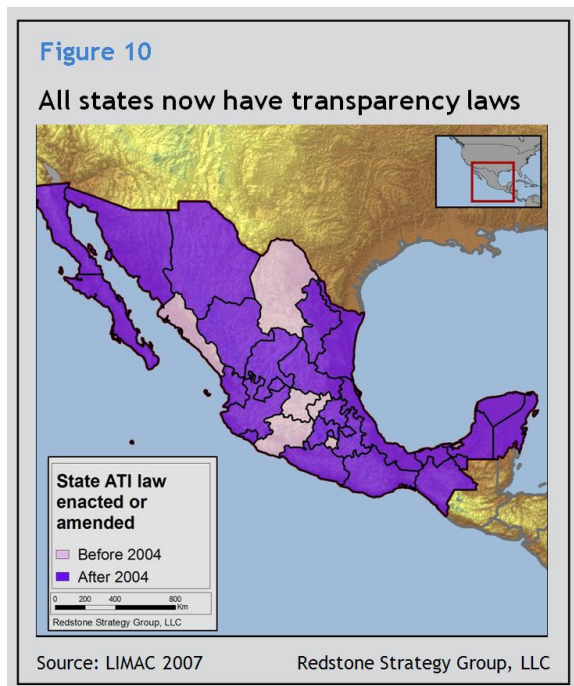 Figure 10
All states now have transparency laws
State ATI law
enacted or
amended
Before 2004
After 2004
0 200 400 800
Km
Redstone Strategy Group, LLC
Source: LIMAC 2007 Redstone Strategy Group, LLC